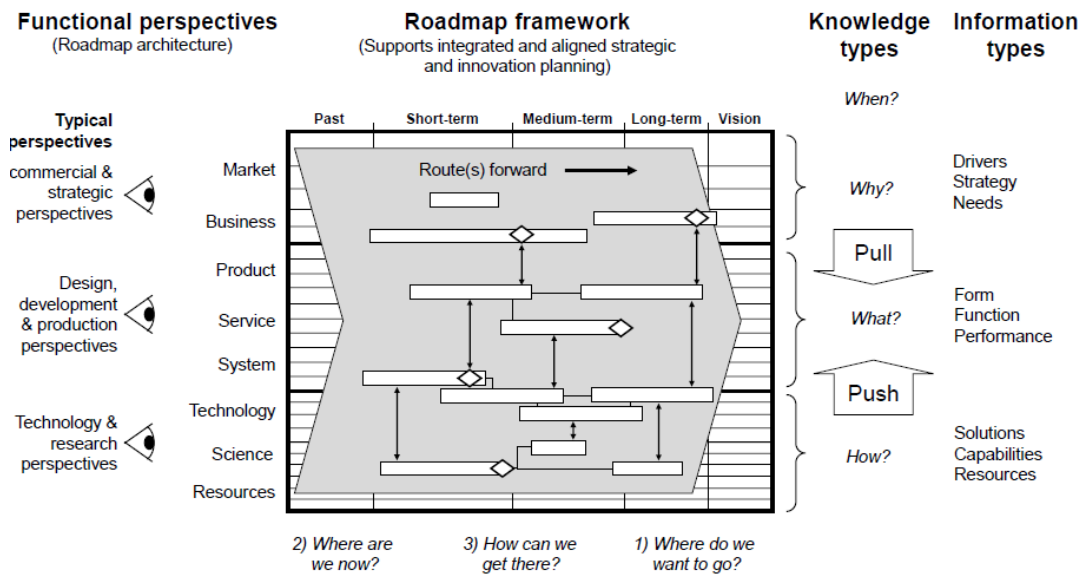 Functional perspectives
(Roadmap architecture)
Roadmap framework
(Supports integrated and aligned strategic
and innovation planning)
Knowledge
types
Information
types
When?
Typical
perspectives
commercial &
strategic
perspectives
Design,
development
& production
perspectives
Technology &
research
perspectives
Past
Short-term
Medium-term
Long-term
Vision
Market
Business
Product
Service
System
Technology
Science
Resources
Route(s) forward
Why?
Pull
What?
Push
How?
Drivers
Strategy
Needs
Form
Function
Performance
Solutions
Capabilities
Resources
2) Where are
we now?
3) How can we
get there?
1) Where do we
want to go?